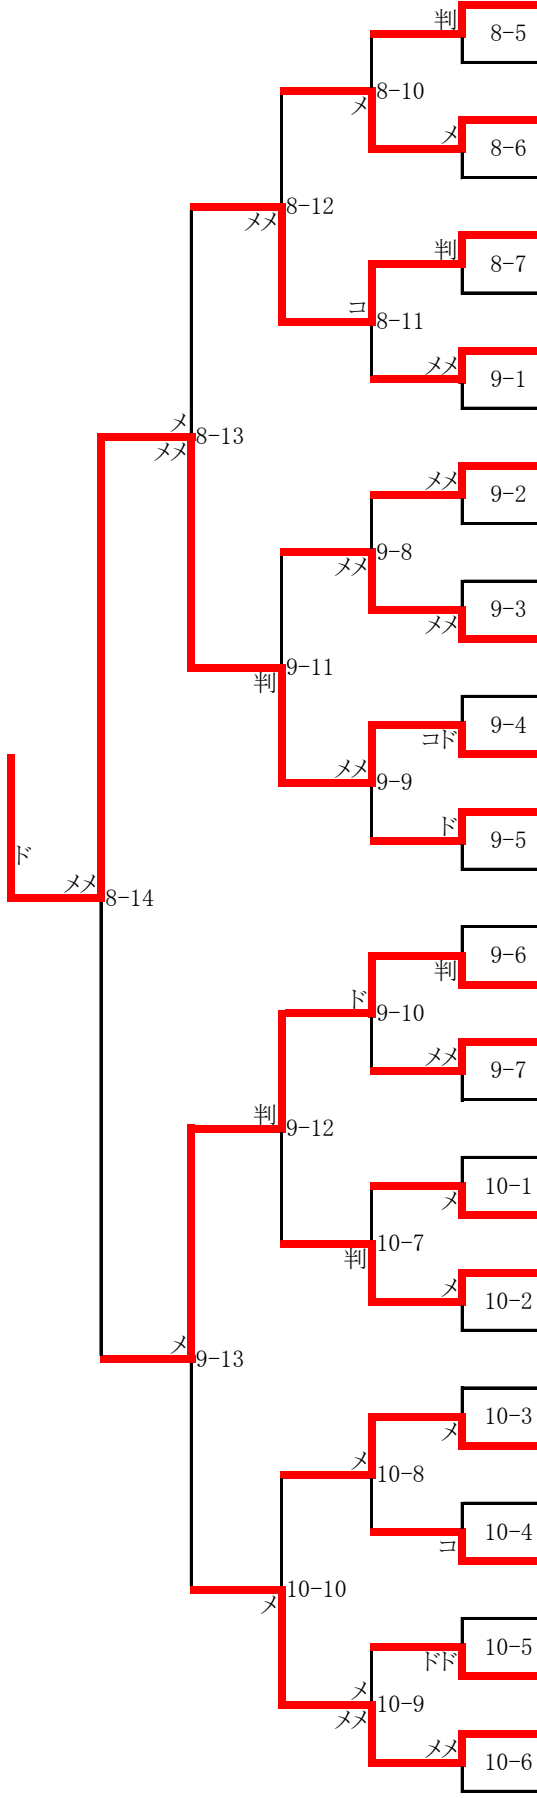 判
8-5
8-10
メ
メ
8-6
8-12
メメ
判
8-7
コ
8-11
メメ
9-1
メ
8-13
メメ
メメ
9-2
9-8
メメ
9-3
メメ
9-11
判
9-4
コド
メメ
9-9
ド
9-5
ド
メメ
8-14
9-6
判
ド
9-10
メメ
9-7
判
9-12
10-1
メ
10-7
判
メ
10-2
メ
9-13
10-3
メ
メ
10-8
10-4
コ
10-10
メ
10-5
ドド
メ
10-9
メメ
メメ
10-6